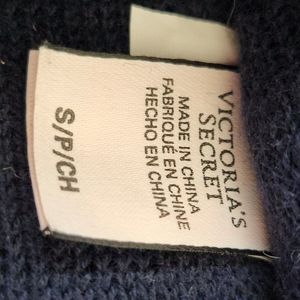 VICTORIA'S
SECRET
MADE IN CHINA
FABRIQUÉ EN CHINE
HECHO EN CHINA
S/P/CH